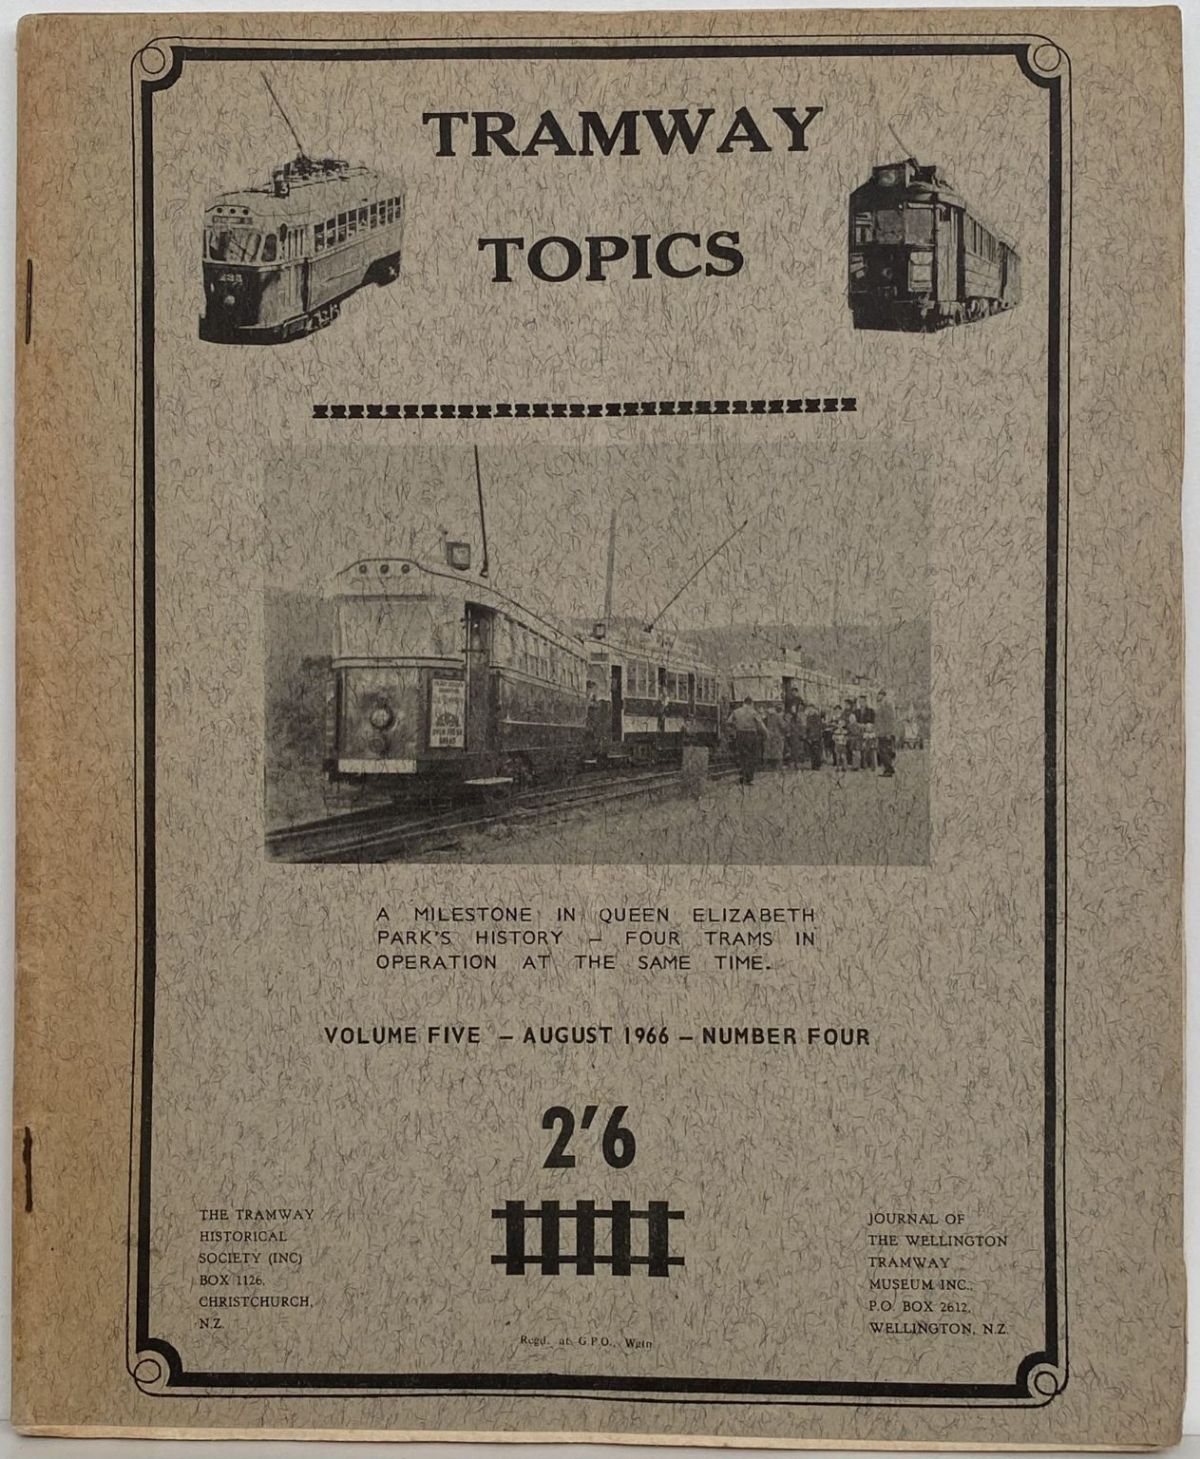 TRAMWAY
TOPICS
A MILESTONE IN QUEEN ELIZABETH
PARK'S HISTORY – FOUR TRAMS IN
OPERATION AT THE SAME TIME.
VOLUME FIVE – AUGUST 1966 – NUMBER FOUR
2'6
THE TRAMWAY
HISTORICAL
SOCIETY (INC)
BOX 1126,
CHRISTCHURCH,
N.Z.
JOURNAL OF
THE WELLINGTON
TRAMWAY
MUSEUM INC.,
P.O. BOX 2612,
WELLINGTON, N.Z.
Regd. at G.P.O., Wgtn